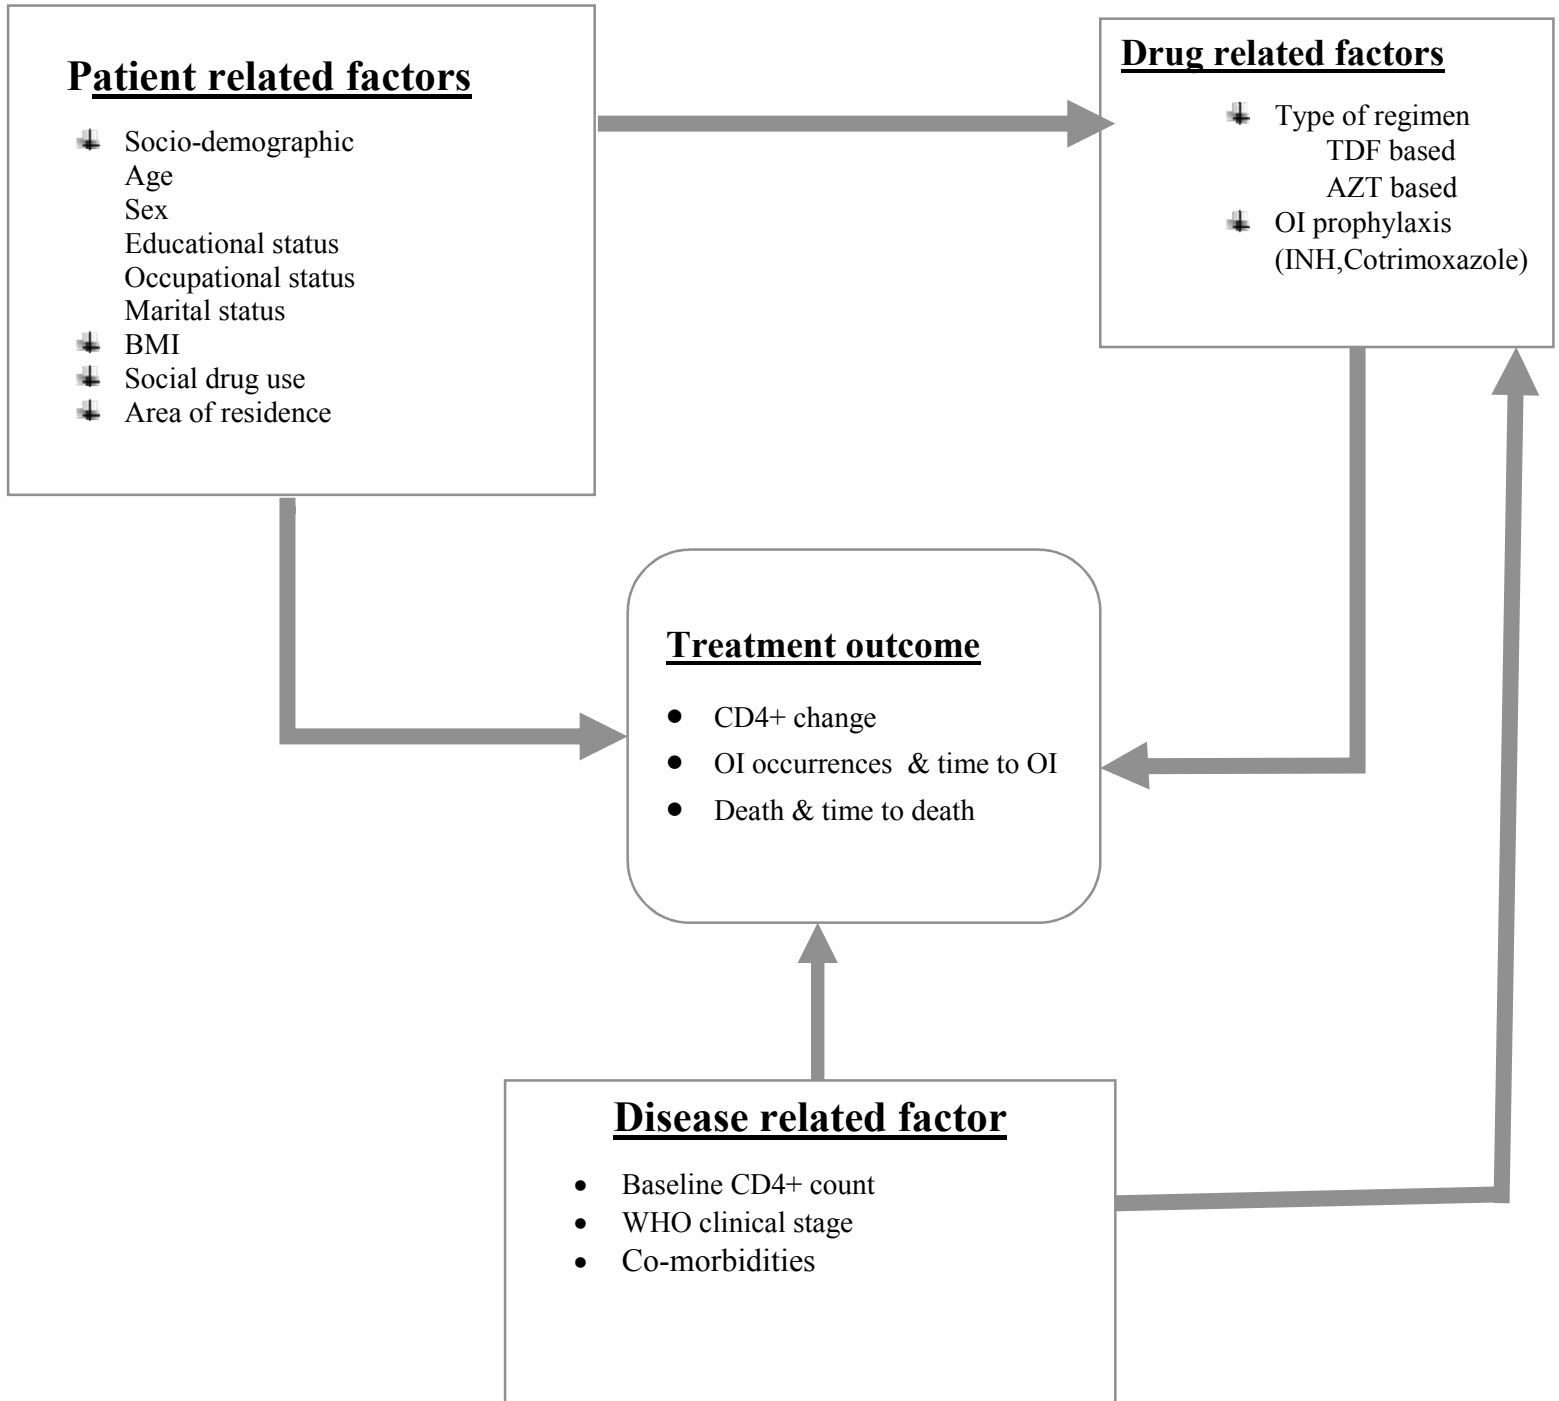 Patient related factors
Socio-demographic
Age
Sex
Educational status
Occupational status
Marital status
BMI
Social drug use
Area of residence
Drug related factors
Type of regimen
TDF based
AZT based
OI prophylaxis
(INH,Cotrimoxazole)
Treatment outcome
CD4+ change
OI occurrences & time to OI
Death & time to death
Disease related factor
Baseline CD4+ count
WHO clinical stage
Co-morbidities